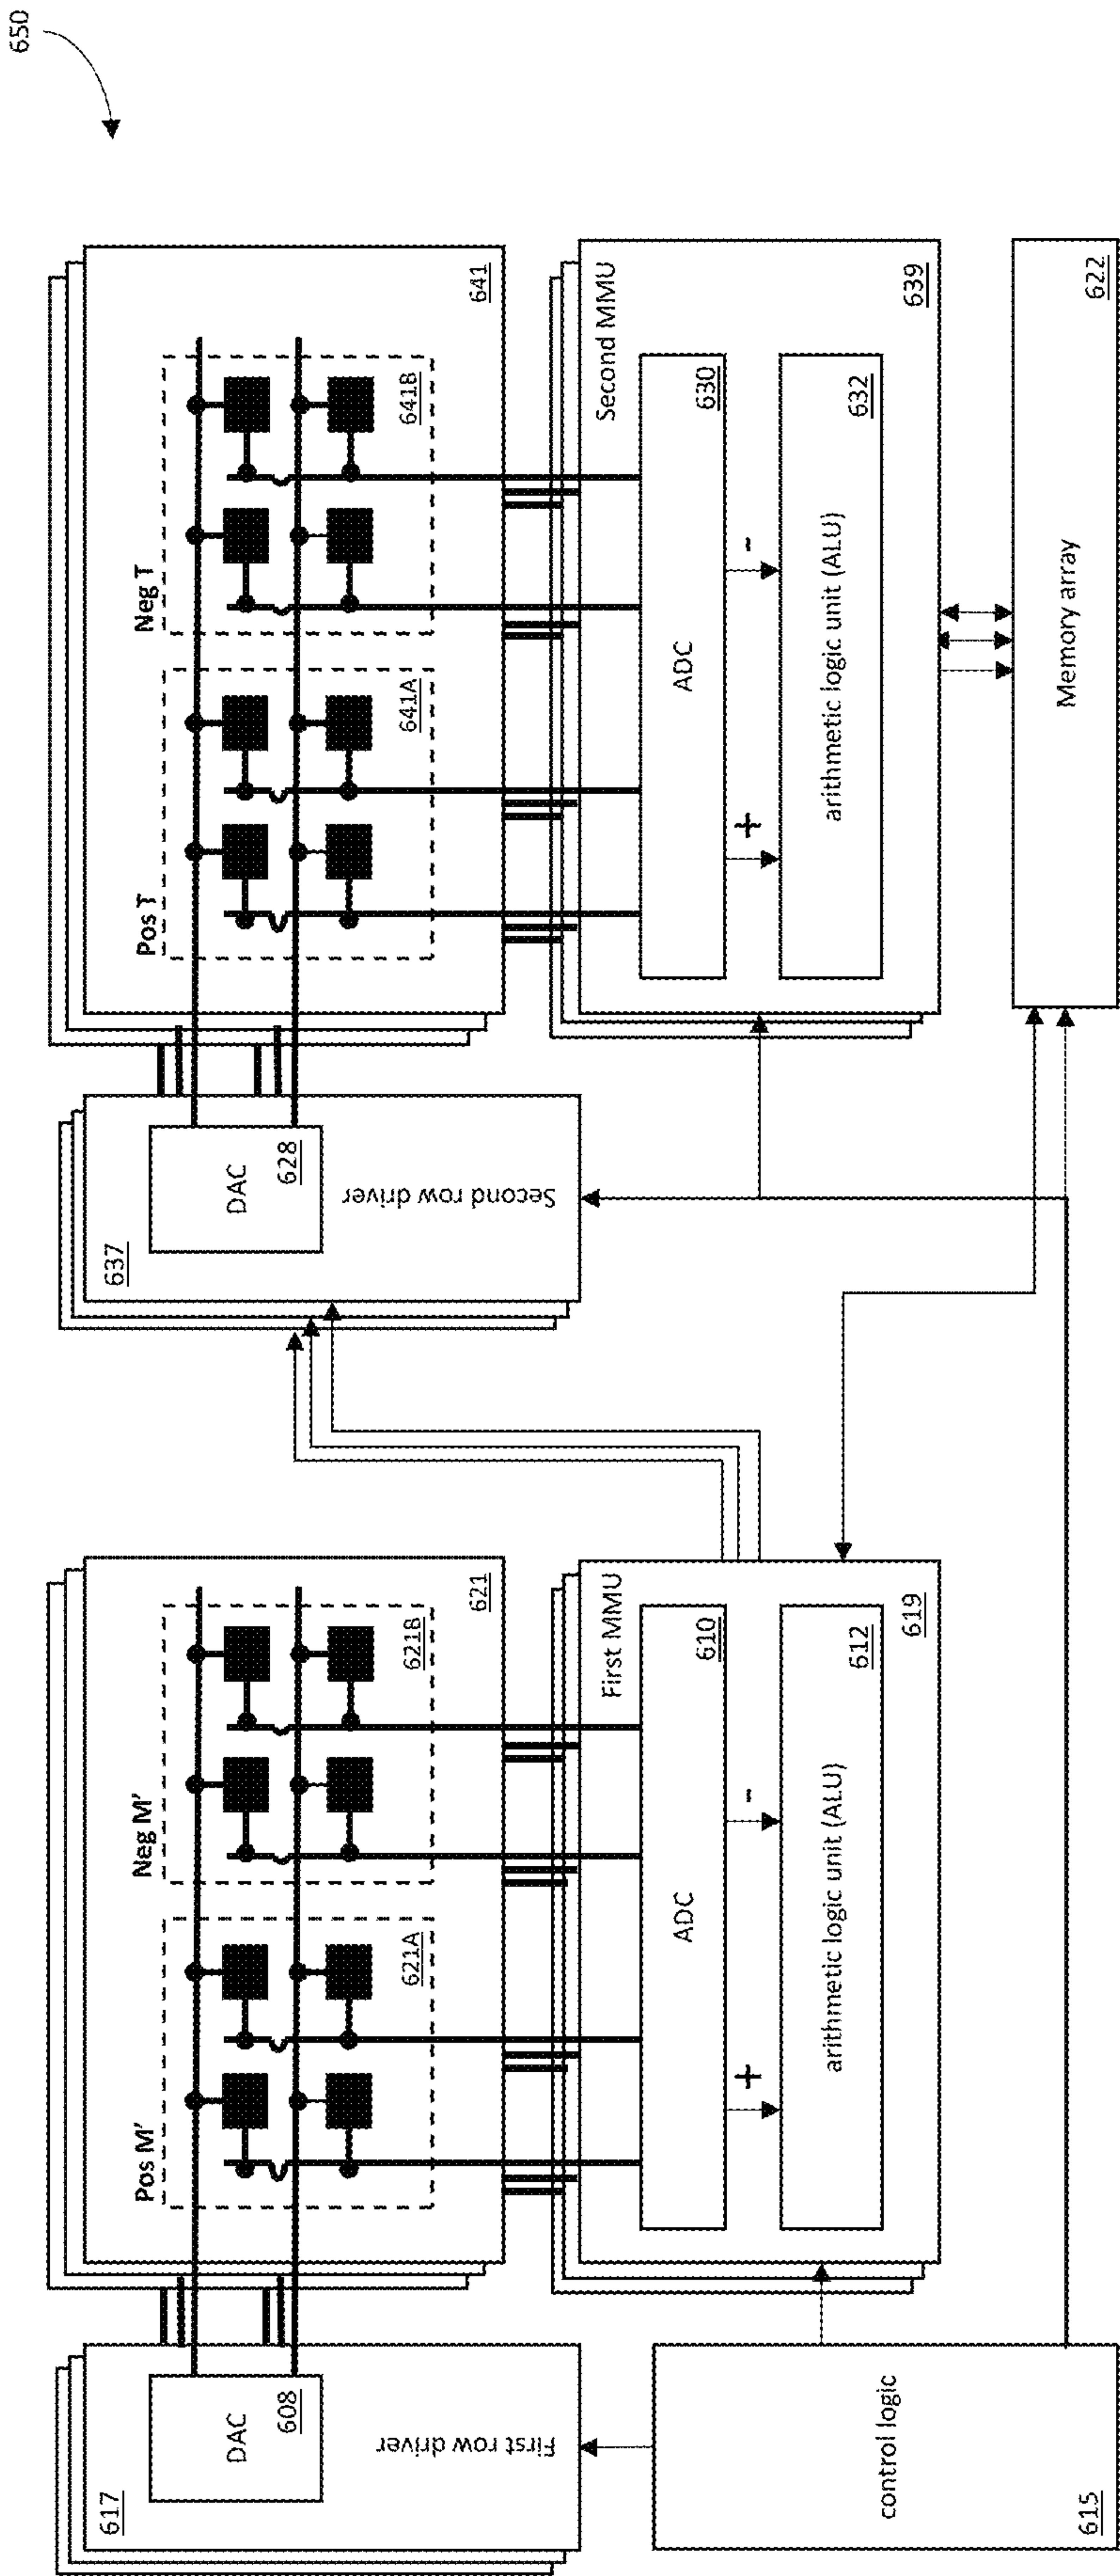 650
617
DAC
608
First row driver
615
control logic
Pos M'
621A
Neg M'
621B
621
First MMU
ADC
610
+
-
arithmetic logic unit (ALU)
612
619
637
DAC
628
Second row driver
Pos T
641A
Neg T
641B
641
Second MMU
ADC
630
+
-
arithmetic logic unit (ALU)
632
639
Memory array
622